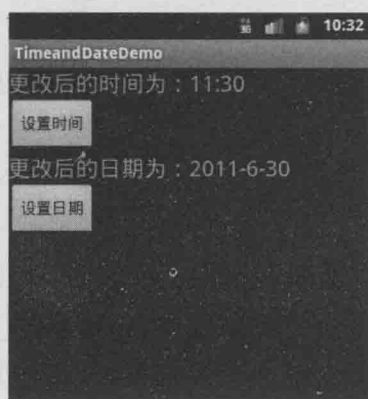 3G 10:32
TimeandDateDemo
更改后的时间为：11:30
设置时间
更改后的日期为：2011-6-30
设置日期